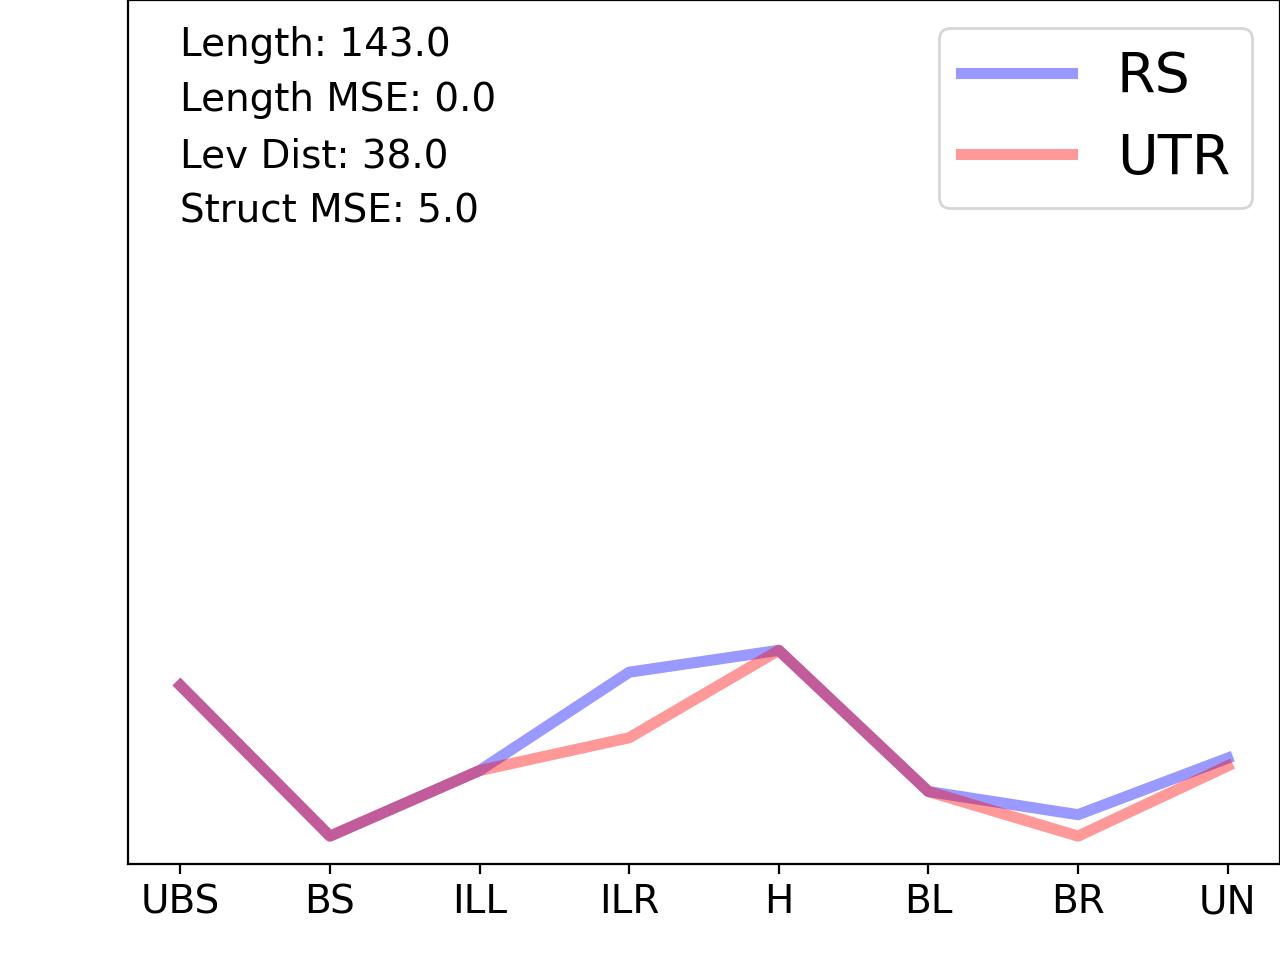 Length: 143.0
Length MSE: 0.0
Lev Dist: 38.0
Struct MSE: 5.0
RS
UTR
UBS BS ILL ILR H BL BR UN